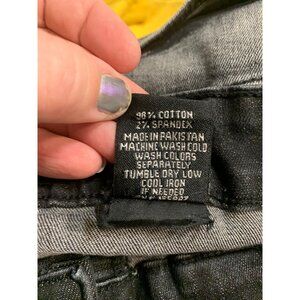 98% COTTON
2% SPANDEX
MADE IN PAKISTAN
MACHINE WASH COLD
WASH COLORS
SEPARATELY
TUMBLE DRY LOW
COOL IRON
IF NEEDED